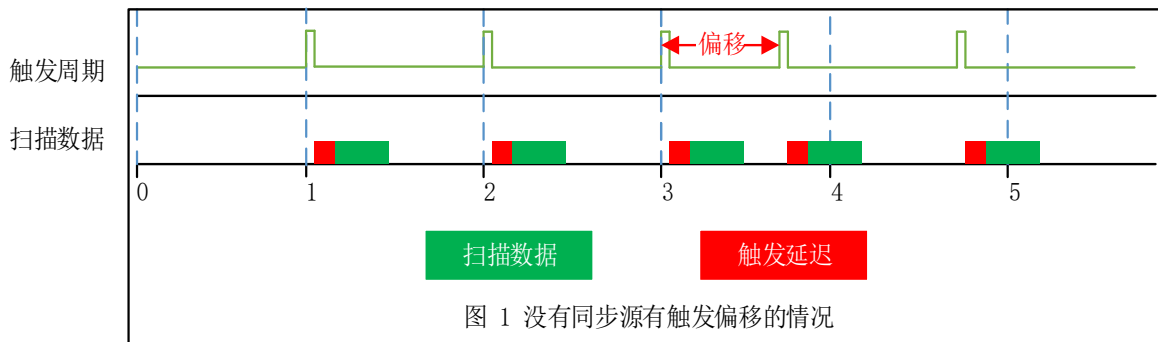 偏移
触发周期
扫描数据
0 1 2 3 4 5
扫描数据 触发延迟
图 1 没有同步源有触发偏移的情况